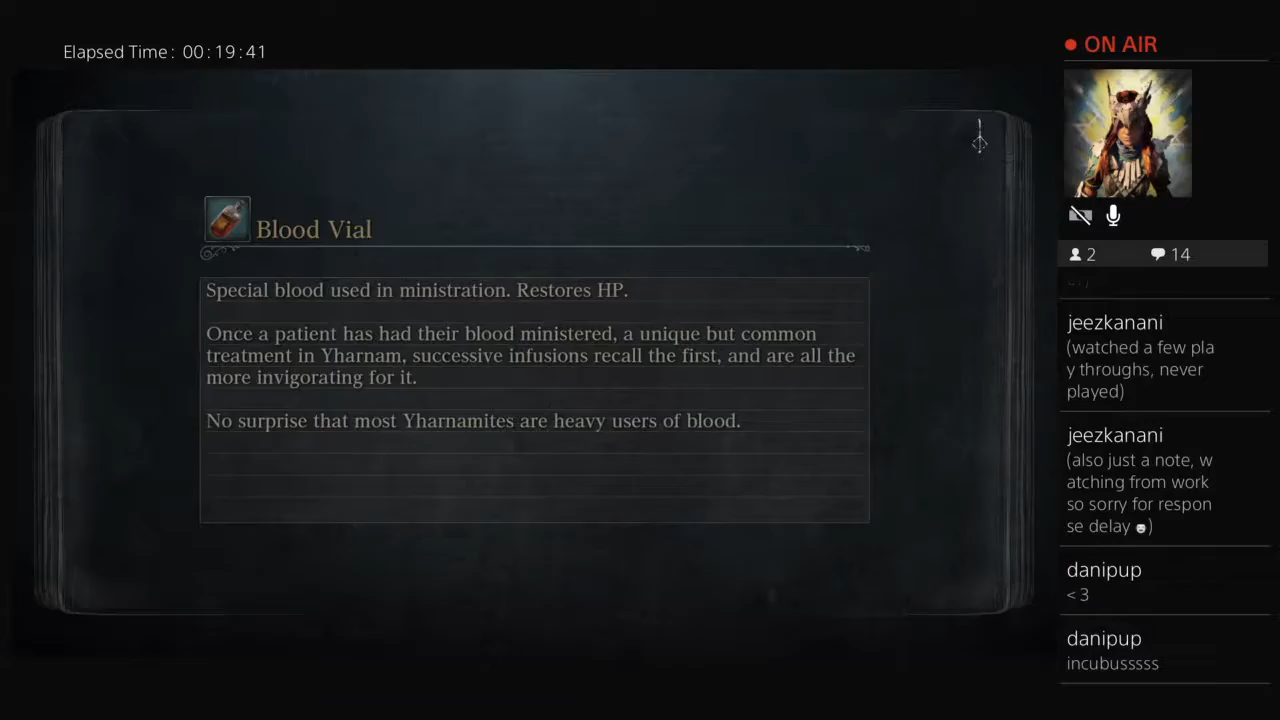 Elapsed Time: 00:19:41
ON AIR
Blood Vial
Special blood used in ministration. Restores HP.
Once a patient has had their blood ministered, a unique but common
treatment in Yharnam, successive infusions recall the first, and are all the
more invigorating for it.
No surprise that most Yharnamites are heavy users of blood.
2
14
jeezkanani
(watched a few pla
y throughs, never
played)
jeezkanani
(also just a note, w
atching from work
so sorry for respon
se delay )
danipup
<3
danipup
incubusssss